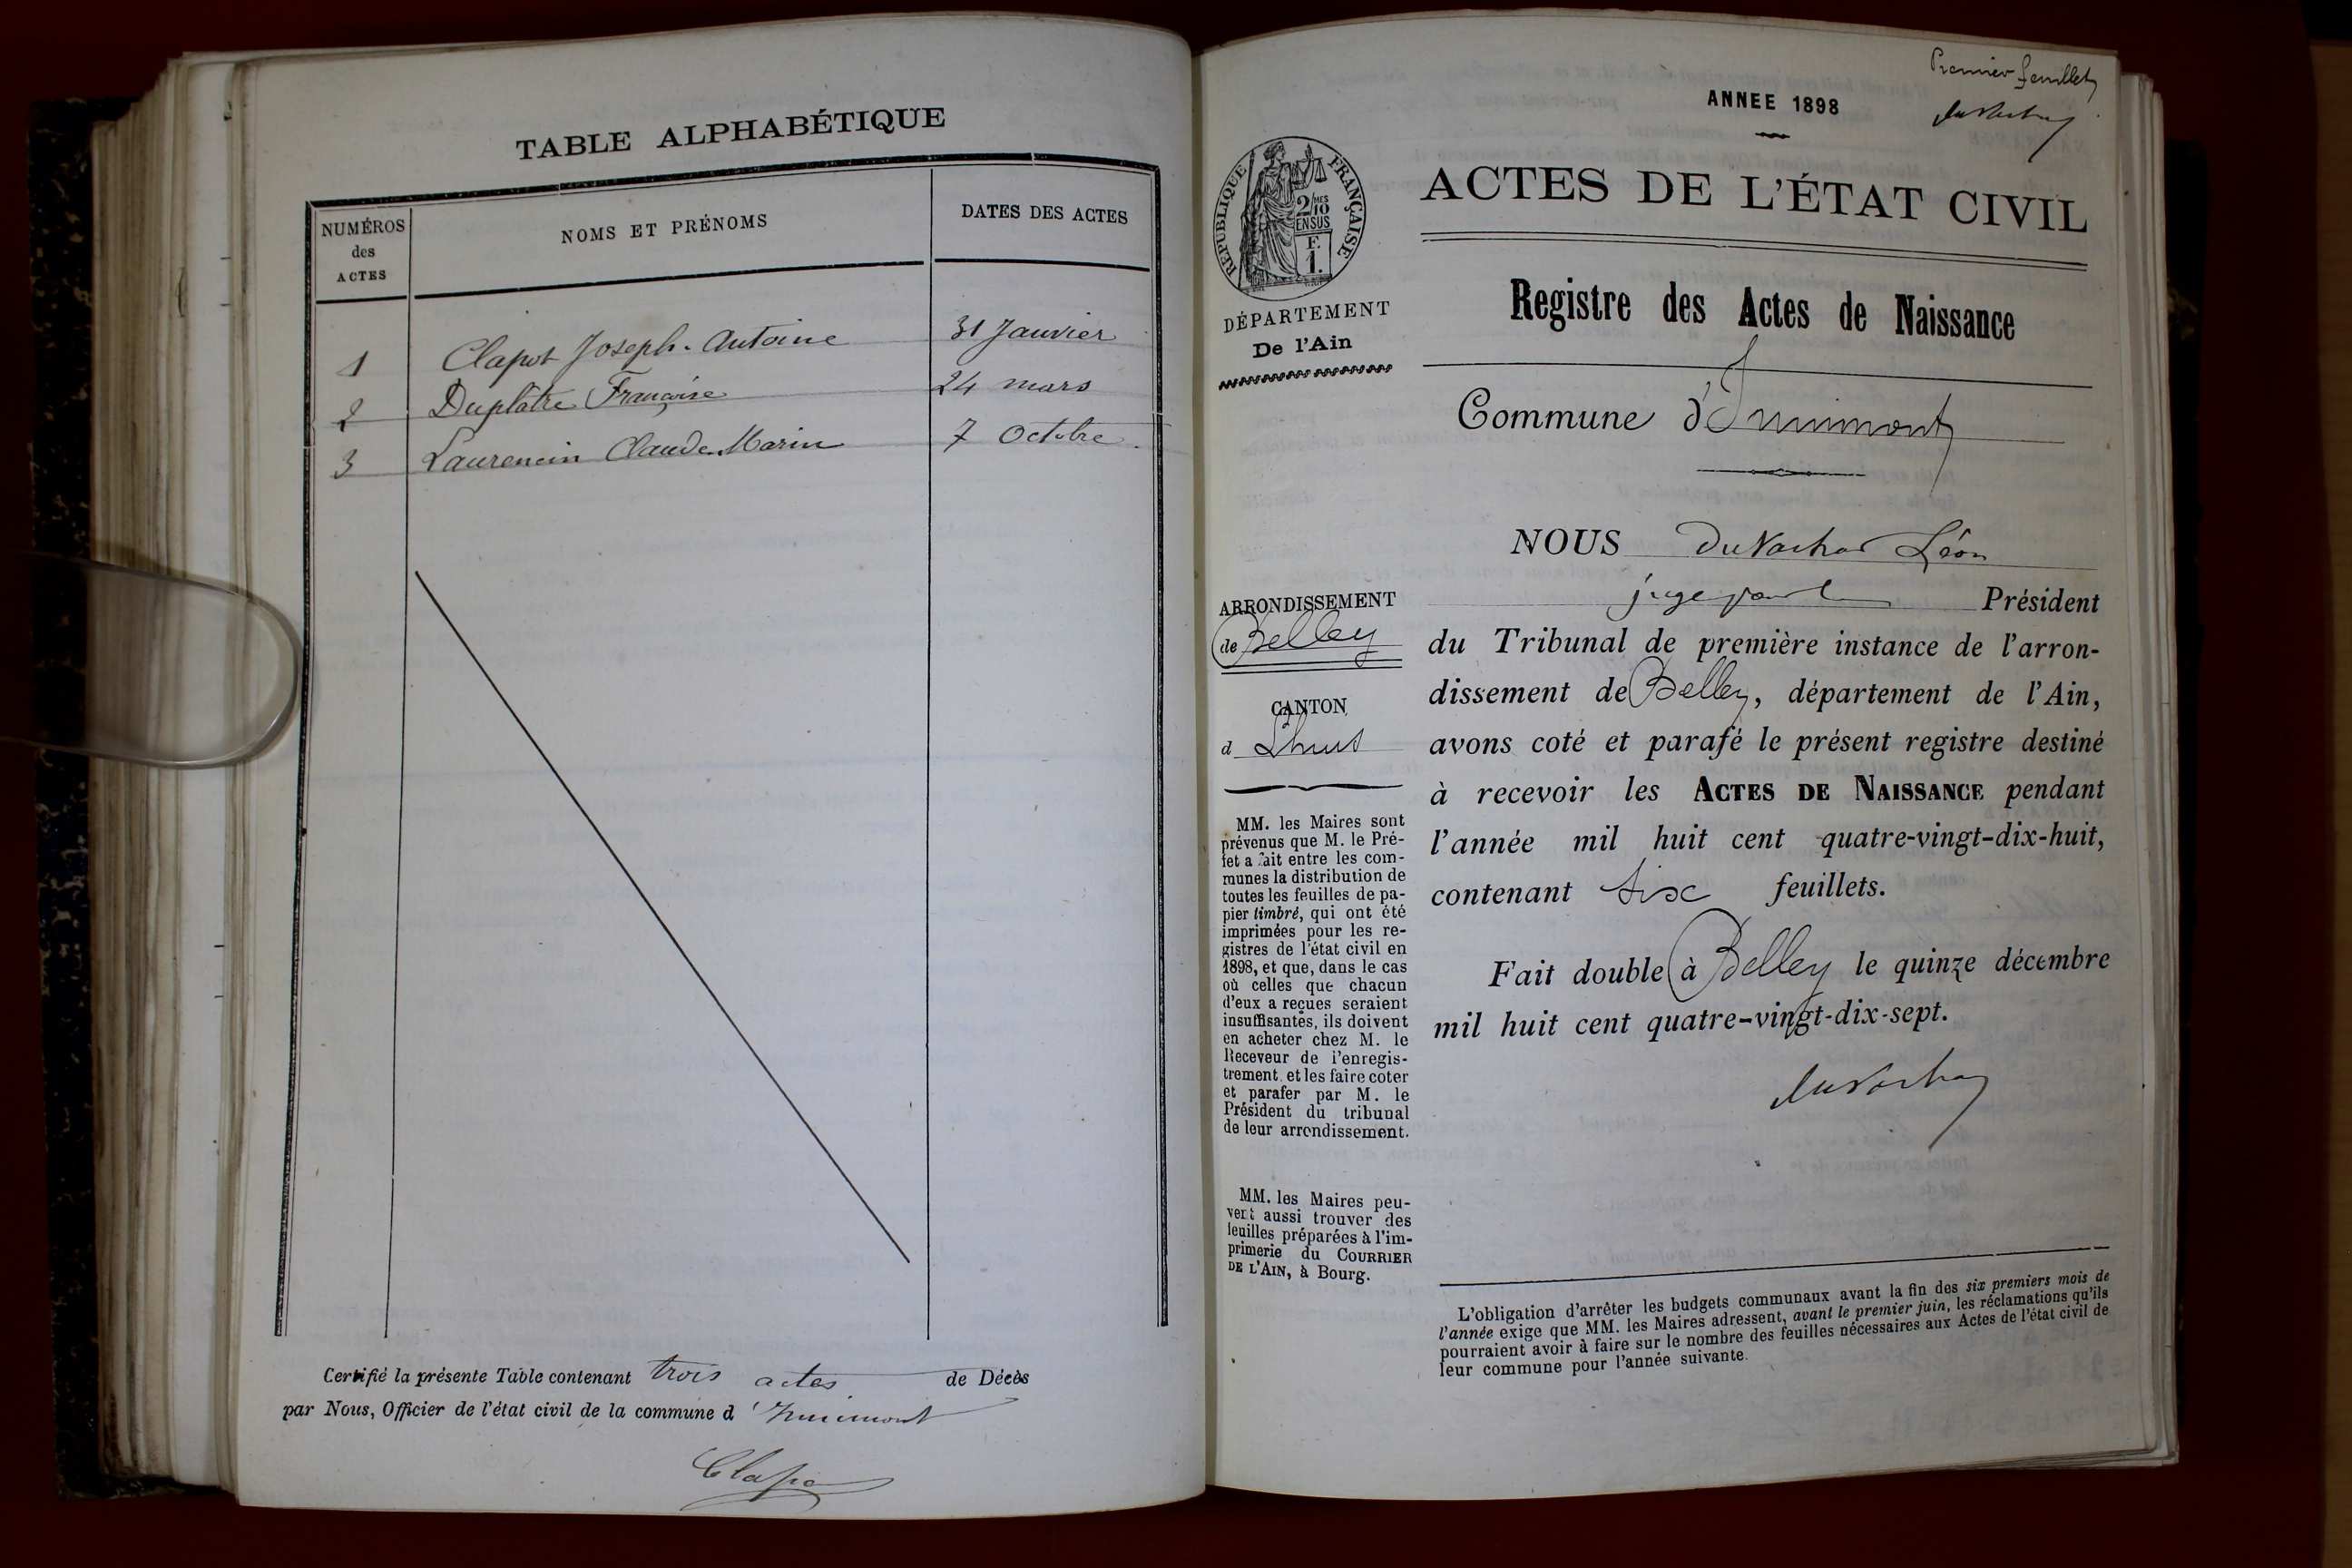 TABLE ALPHABÉTIQUE
NUMÉROS
des
ACTES
NOMS ET PRÉNOMS
DATES DES ACTES
1 Clapot Joseph-Antoine 31 Janvier
2 Duplâtre Françoise 24 mars
3 Laurencin Claude-Marin 7 Octobre
Certifié la présente Table contenant trois actes de Décès
par Nous, Officier de l'état civil de la commune d'Innimont
Premier feuillet
ANNEE 1898
RÉPUBLIQUE FRANÇAISE
2/10 MES
EN SUS
F.
1.
DÉPARTEMENT
De l'Ain
ARRONDISSEMENT
de Belley
CANTON
d Lhuis
MM. les Maires sont
prévenus que M. le Pré-
fet a fait entre les com-
munes la distribution de
toutes les feuilles de pa-
pier timbré, qui ont été
imprimées pour les re-
gistres de l'état civil en
1898, et que, dans le cas
où celles que chacun
d'eux a reçues seraient
insuffisantes, ils doivent
en acheter chez M. le
Receveur de l'enregis-
trement, et les faire coter
et parafer par M. le
Président du tribunal
de leur arrondissement.
MM. les Maires peu-
vent aussi trouver des
feuilles préparées à l'im-
primerie du COURRIER
DE L'AIN, à Bourg.
ACTES DE L'ÉTAT CIVIL
Registre des Actes de Naissance
Commune d'Innimont
NOUS Léon
juge Président
du Tribunal de première instance de l'arron-
dissement de Belley, département de l'Ain,
avons coté et parafé le présent registre destiné
à recevoir les ACTES DE NAISSANCE pendant
l'année mil huit cent quatre-vingt-dix-huit,
contenant six feuillets.
Fait double à Belley le quinze décembre
mil huit cent quatre-vingt-dix-sept.
L'obligation d'arrêter les budgets communaux avant la fin des six premiers mois de
l'année exige que MM. les Maires adressent, avant le premier juin, les réclamations qu'ils
pourraient avoir à faire sur le nombre des feuilles nécessaires aux Actes de l'état civil de
leur commune pour l'année suivante.